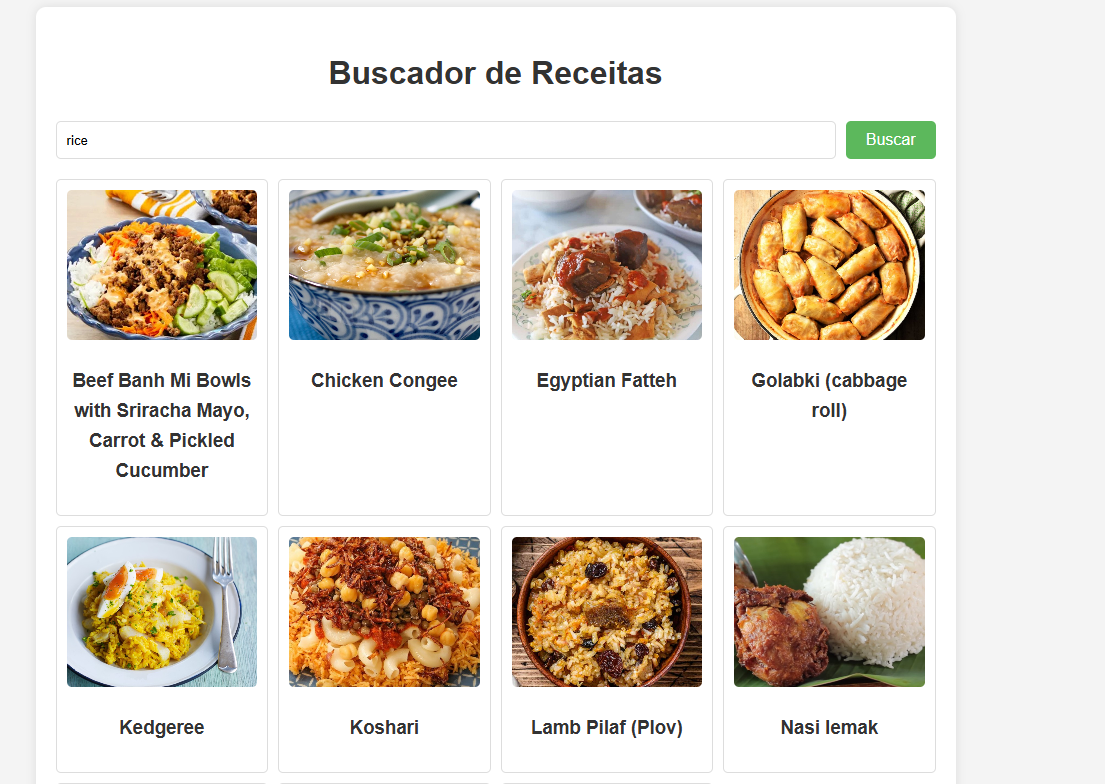 Buscador de Receitas
rice
Buscar
Beef Banh Mi Bowls
with Sriracha Mayo,
Carrot & Pickled
Cucumber
Chicken Congee
Egyptian Fatteh
Golabki (cabbage
roll)
Kedgeree
Koshari
Lamb Pilaf (Plov)
Nasi lemak